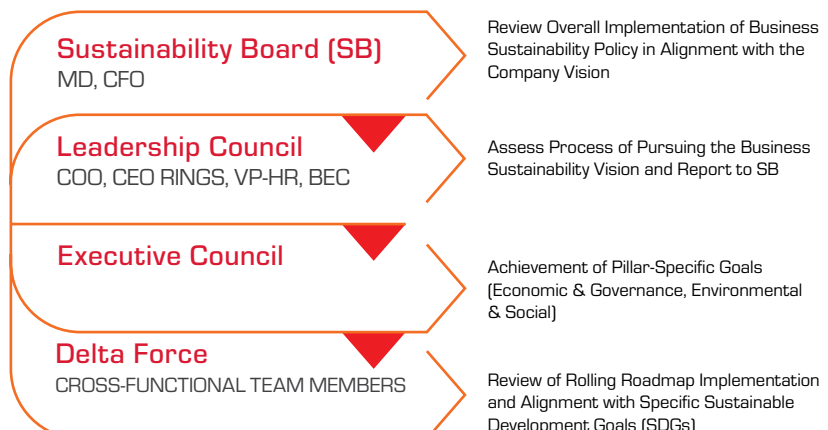 Sustainability Board (SB)
MD, CFO
Review Overall Implementation of Business
Sustainability Policy in Alignment with the
Company Vision
Leadership Council
COO, CEO RINGS, VP-HR, BEC
Assess Process of Pursuing the Business
Sustainability Vision and Report to SB
Executive Council
Achievement of Pillar-Specific Goals
(Economic & Governance, Environmental
& Social)
Delta Force
CROSS-FUNCTIONAL TEAM MEMBERS
Review of Rolling Roadmap Implementation
and Alignment with Specific Sustainable
Development Goals (SDGs)